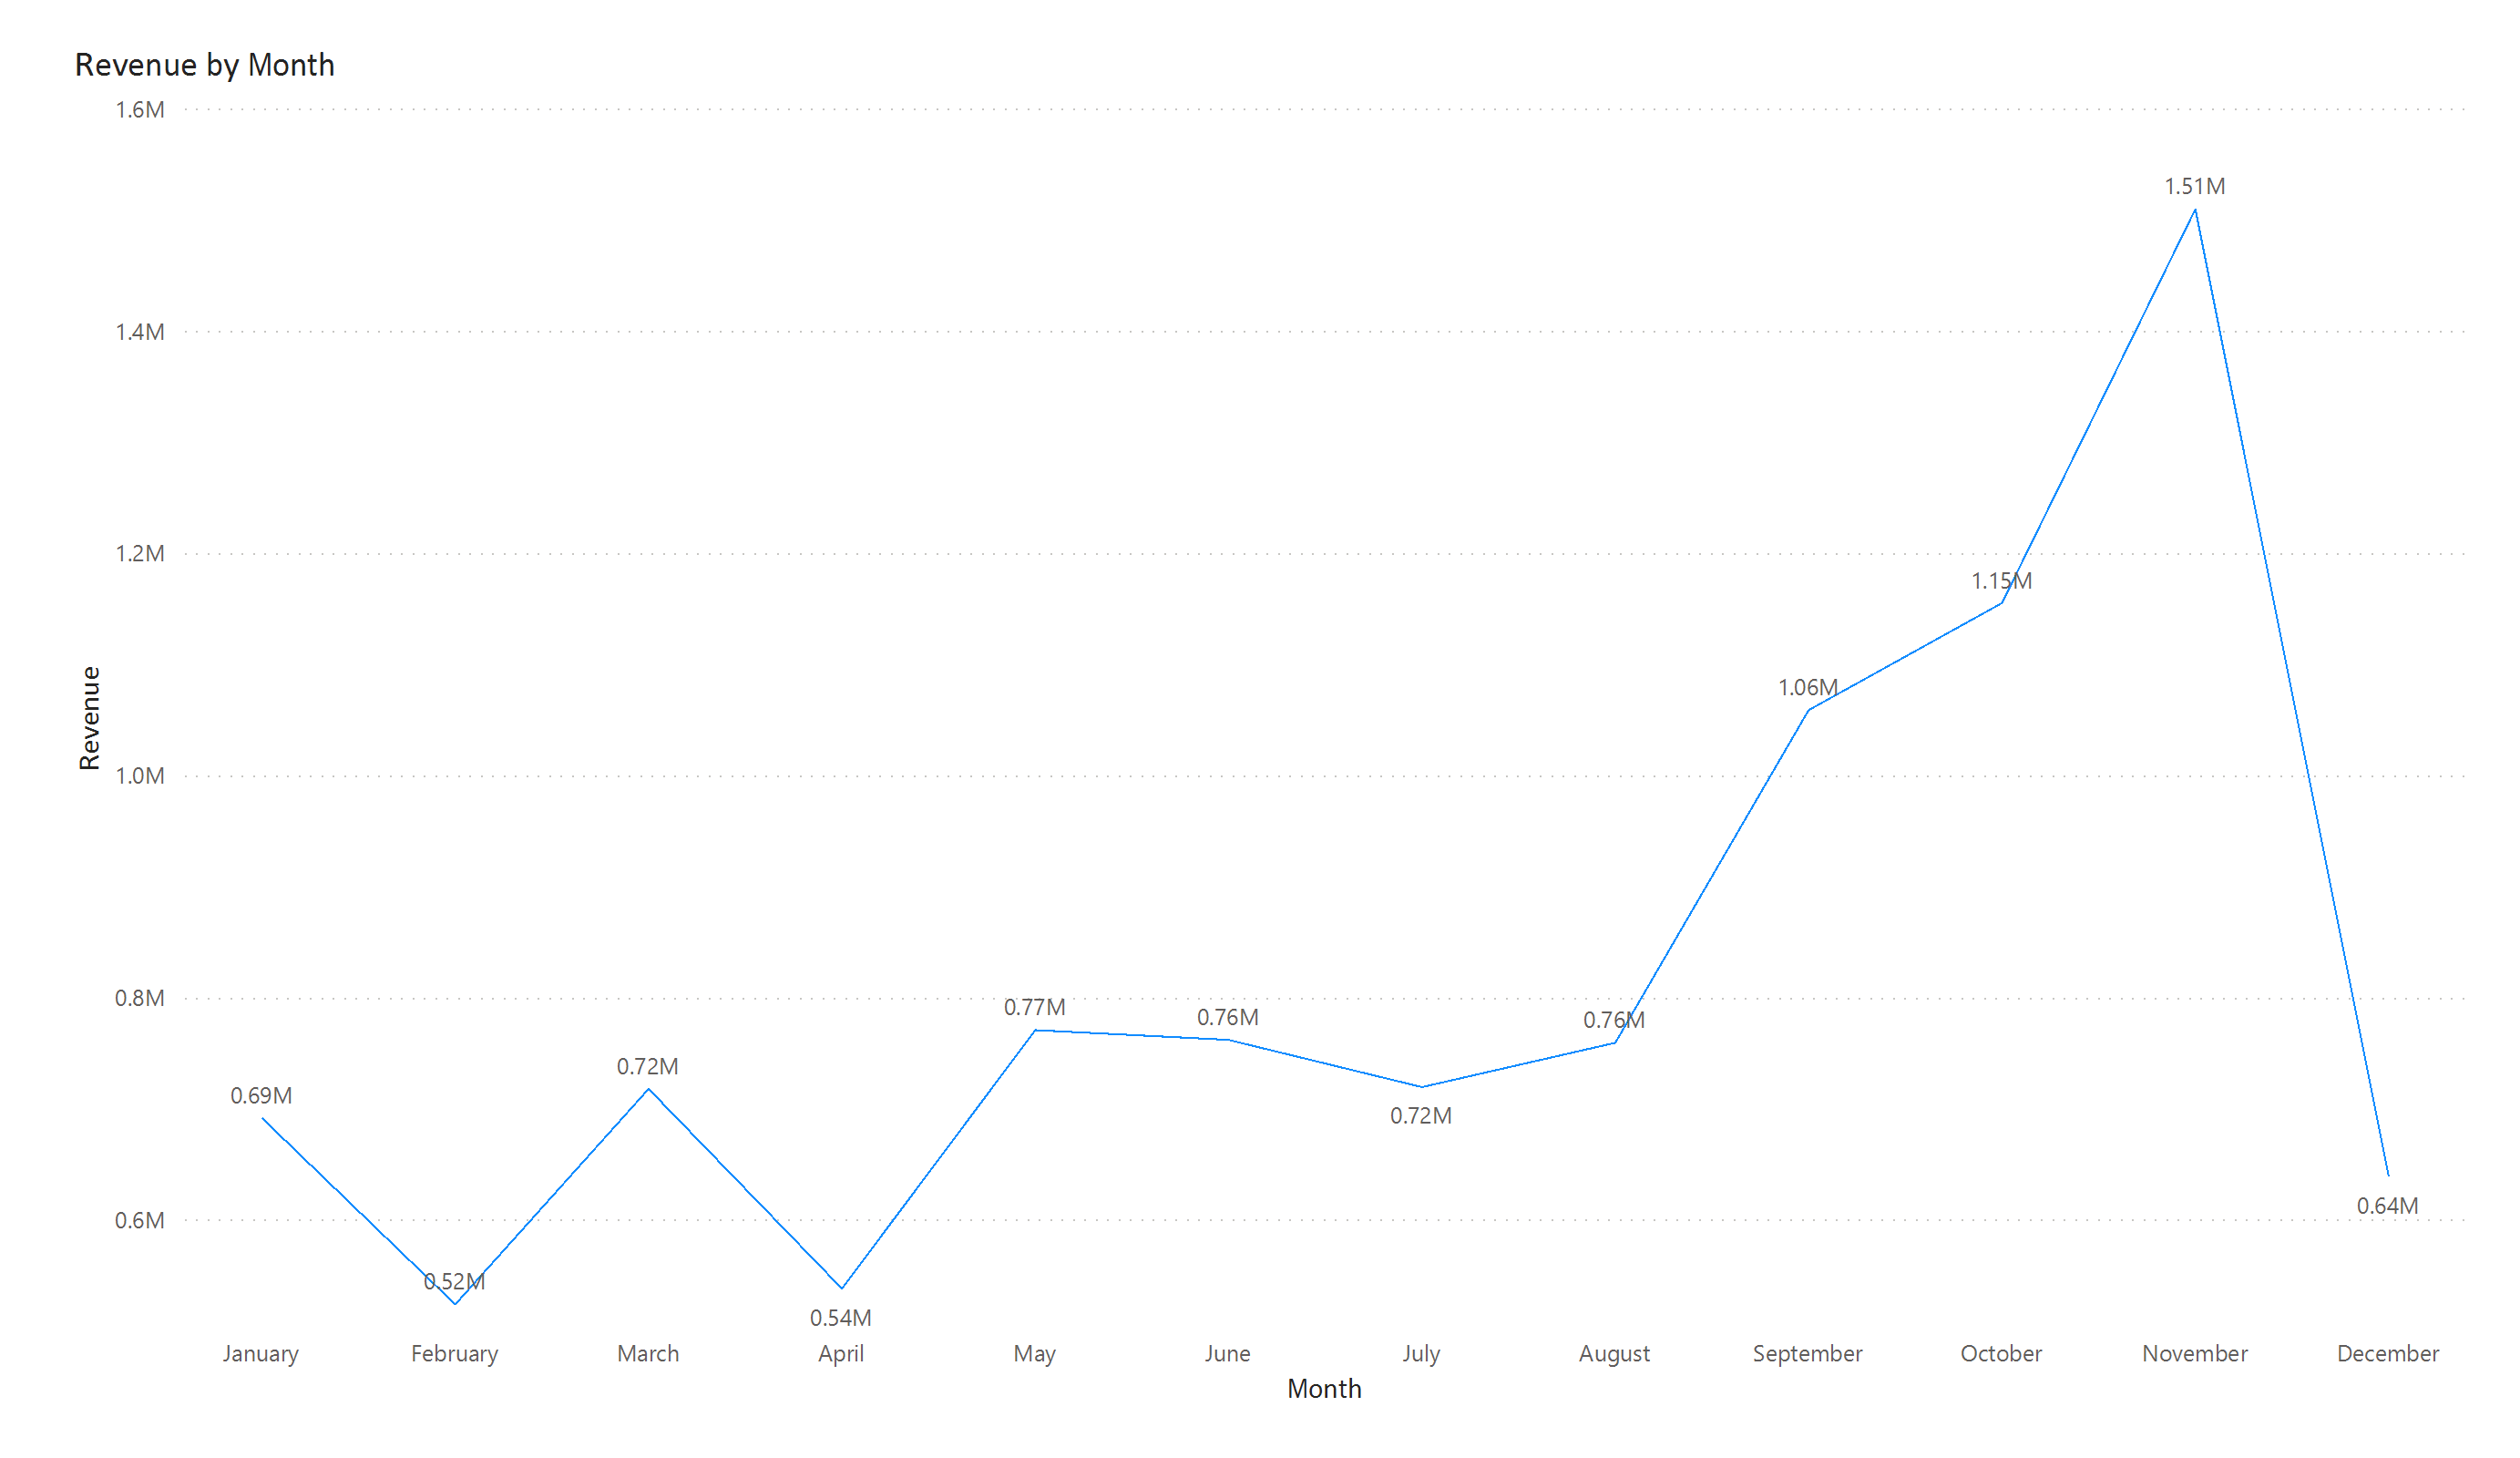 Revenue by Month
1.6M
1.51M
1.4M
1.2M
1.15M
1.06M
Revenue
1.0M
0.8M
0.77M
0.76M
0.76M
0.72M
0.69M
0.72M
0.64M
0.6M
0.52M
0.54M
January February March April May June July August September October November December
Month